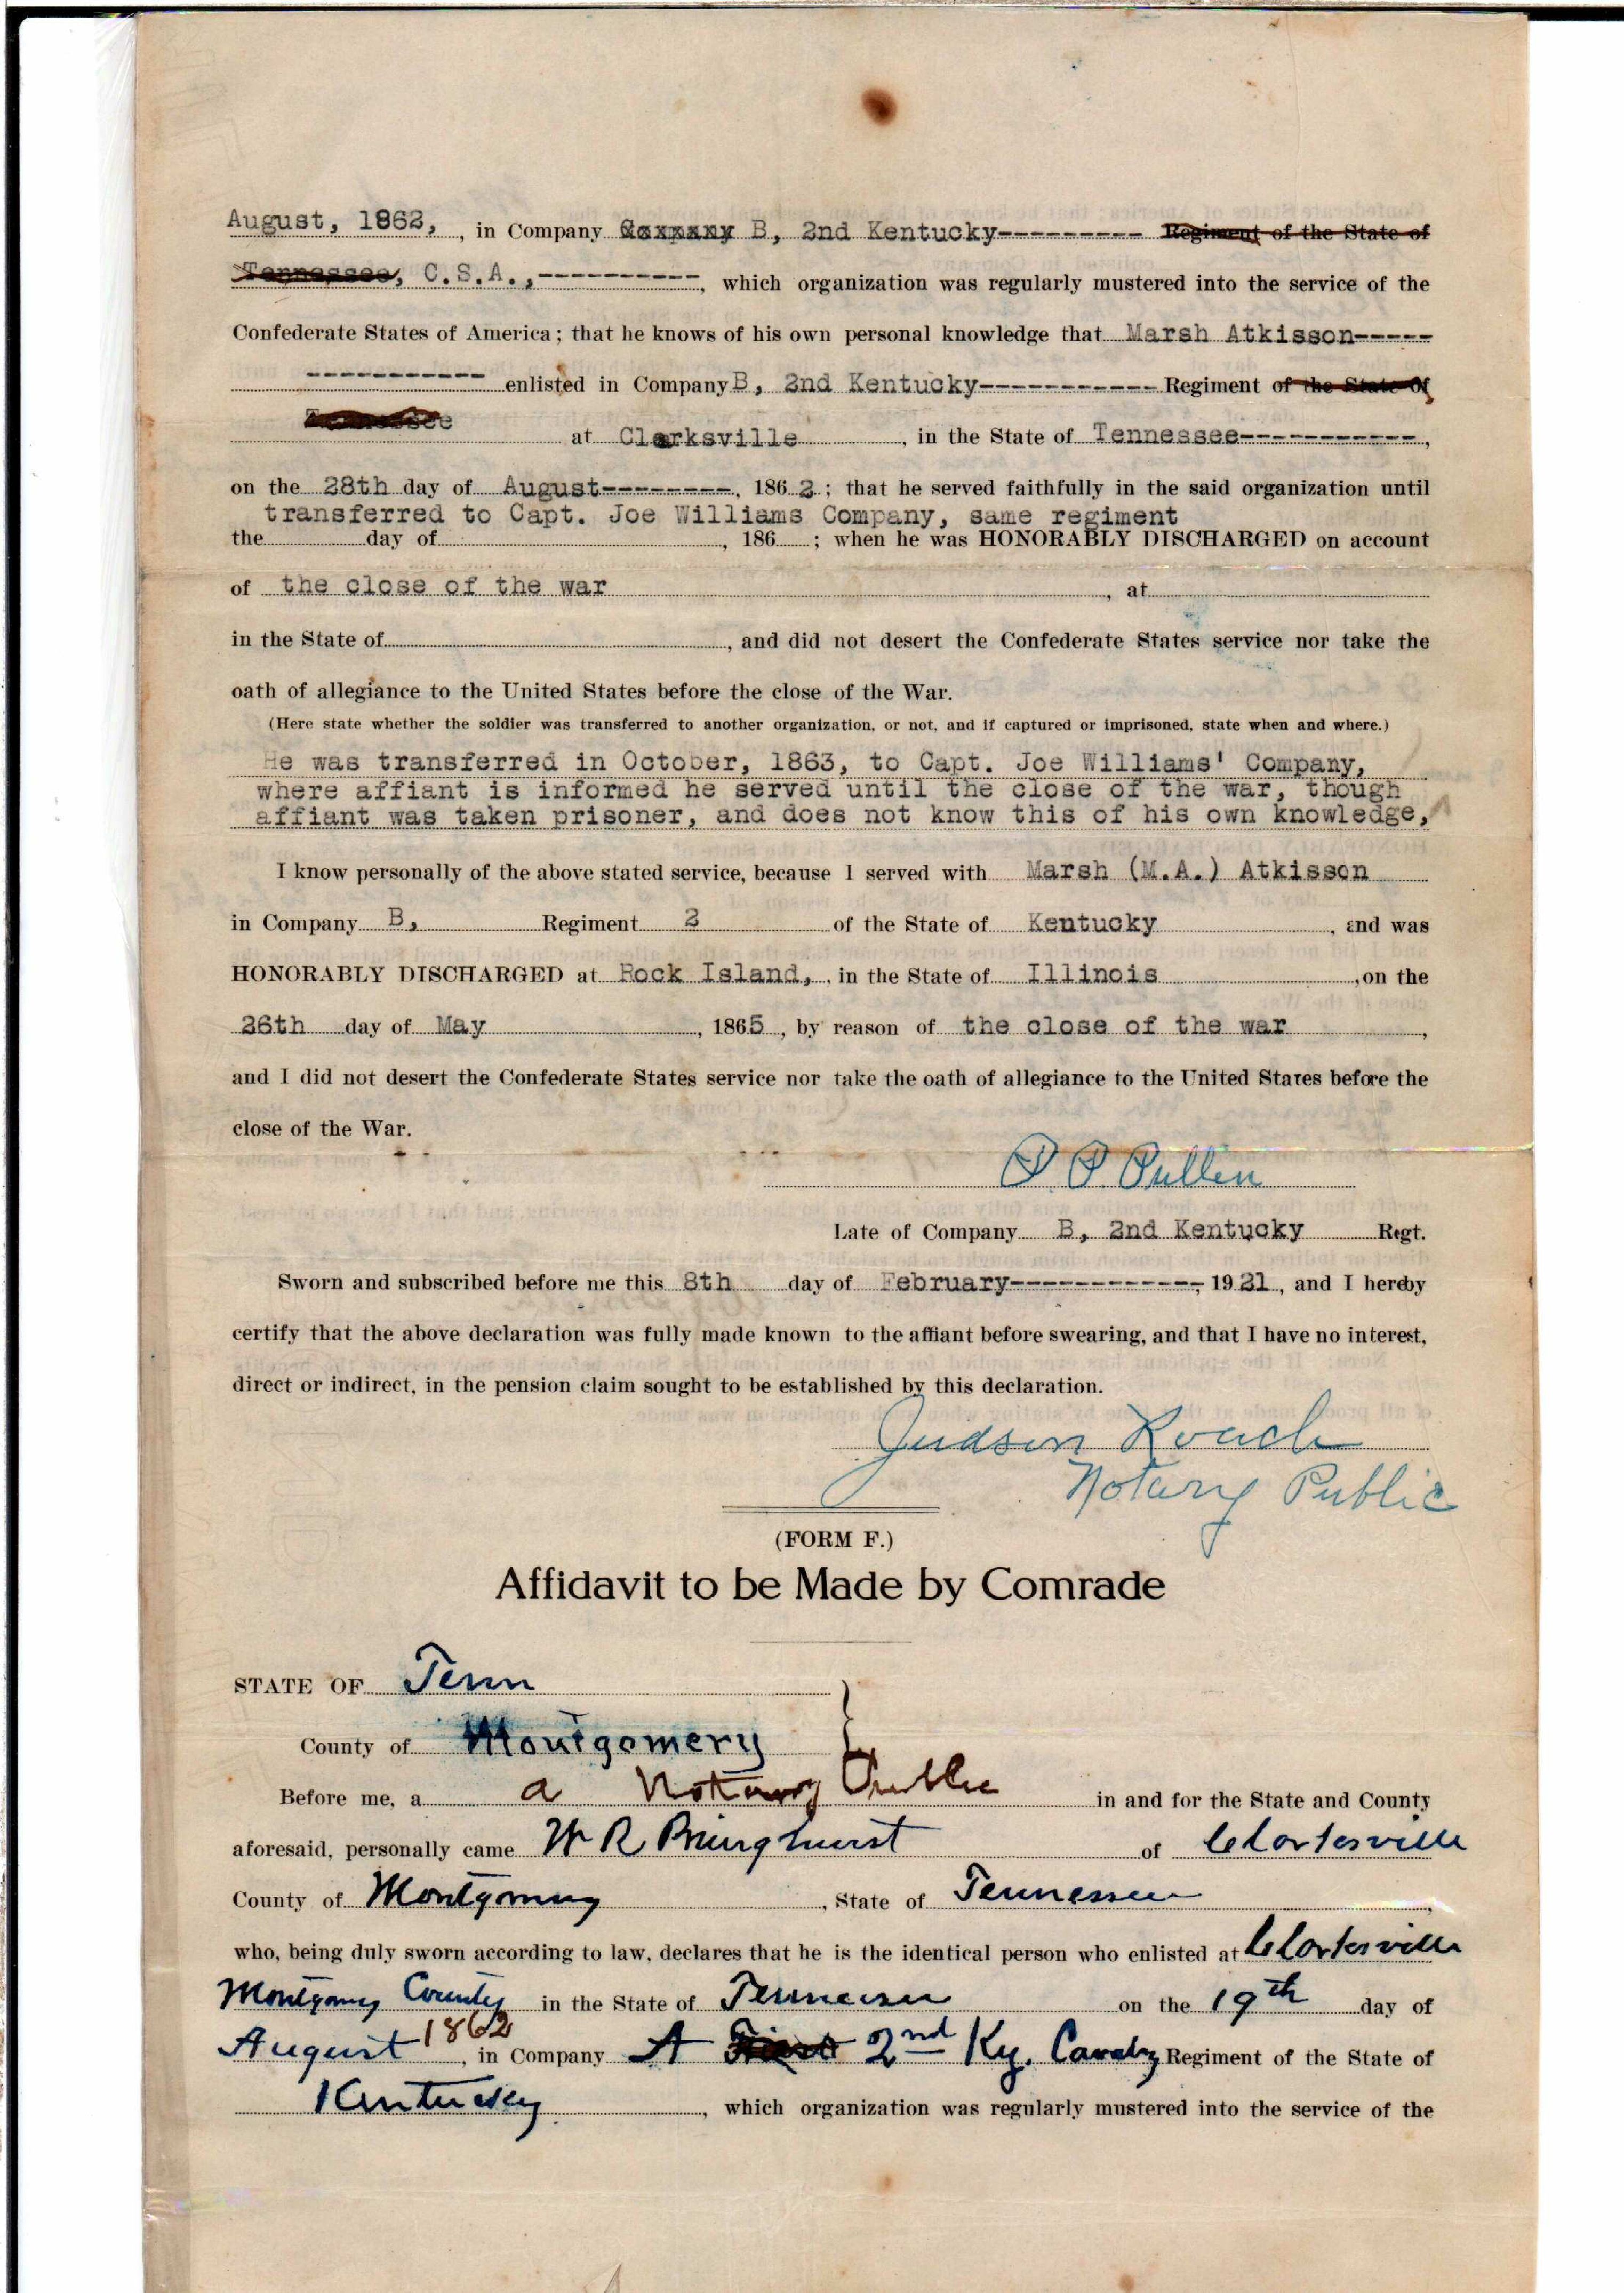 August, 1862, , in Company Company B, 2nd Kentucky--------- Regiment of the State of
Tennessee, C.S.A.,----------, which organization was regularly mustered into the service of the
Confederate States of America; that he knows of his own personal knowledge that Marsh Atkisson-----
----------- enlisted in Company B, 2nd Kentucky----------- Regiment of the State of
Tennessee at Clarksville, in the State of Tennessee-----------,
on the 28th day of August--------, 1862; that he served faithfully in the said organization until
transferred to Capt. Joe Williams Company, same regiment
the day of , 186 ; when he was HONORABLY DISCHARGED on account
of the close of the war , at
in the State of , and did not desert the Confederate States service nor take the
oath of allegiance to the United States before the close of the War.
(Here state whether the soldier was transferred to another organization, or not, and if captured or imprisoned, state when and where.)
He was transferred in October, 1863, to Capt. Joe Williams' Company,
where affiant is informed he served until the close of the war, though
affiant was taken prisoner, and does not know this of his own knowledge,
I know personally of the above stated service, because I served with Marsh (M.A.) Atkisson
in Company B, Regiment 2 of the State of Kentucky , and was
HONORABLY DISCHARGED at Rock Island, , in the State of Illinois , on the
26th day of May , 1865 , by reason of the close of the war ,
and I did not desert the Confederate States service nor take the oath of allegiance to the United States before the
close of the War.
P. P. Pullen
Late of Company B, 2nd Kentucky Regt.
Sworn and subscribed before me this 8th day of February------------, 1921, and I hereby
certify that the above declaration was fully made known to the affiant before swearing, and that I have no interest,
direct or indirect, in the pension claim sought to be established by this declaration.
Judson Roach
Notary Public
(FORM F.)
Affidavit to be Made by Comrade
STATE OF Tenn
County of Montgomery
Before me, a a Notary Public in and for the State and County
aforesaid, personally came W R Bringhurst of Clarksville
County of Montgomery , State of Tennessee ,
who, being duly sworn according to law, declares that he is the identical person who enlisted at Clarksville
Montgomery County in the State of Tennessee on the 19th day of
August 1862, in Company A First 2nd Ky. Cavalry Regiment of the State of
Kentucky , which organization was regularly mustered into the service of the